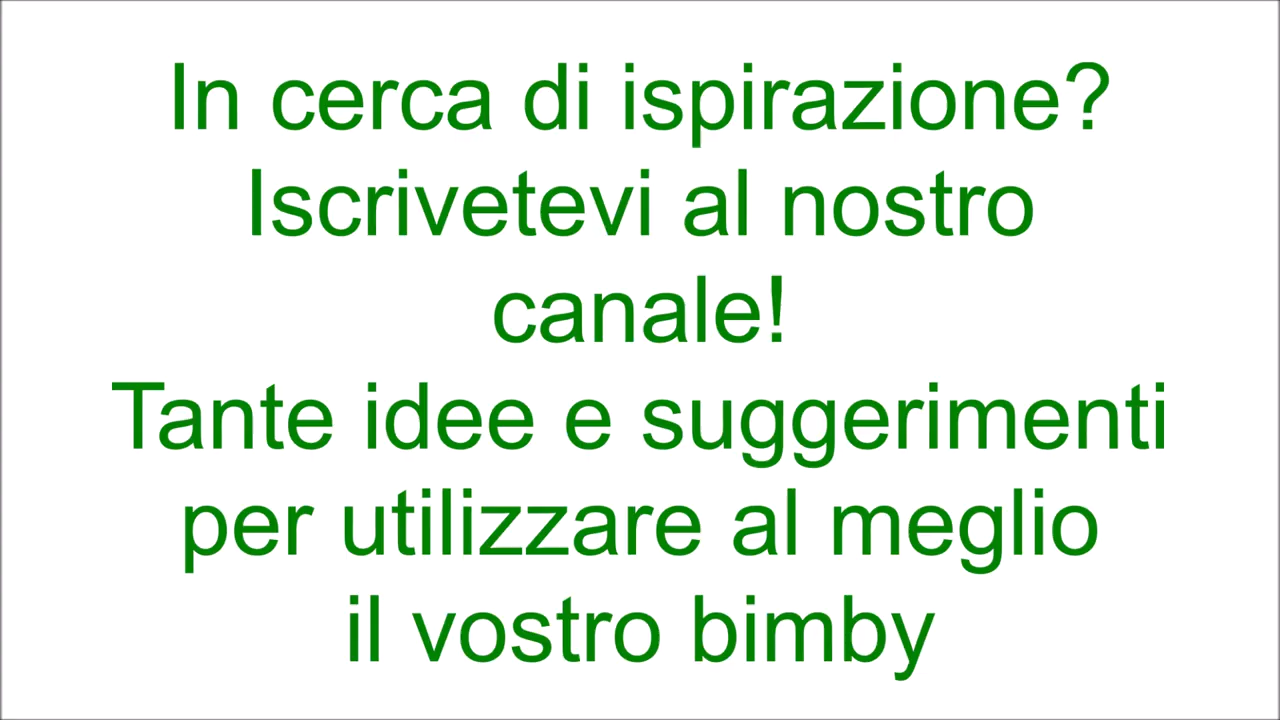 In cerca di ispirazione?
Iscrivetevi al nostro
canale!
Tante idee e suggerimenti
per utilizzare al meglio
il vostro bimby